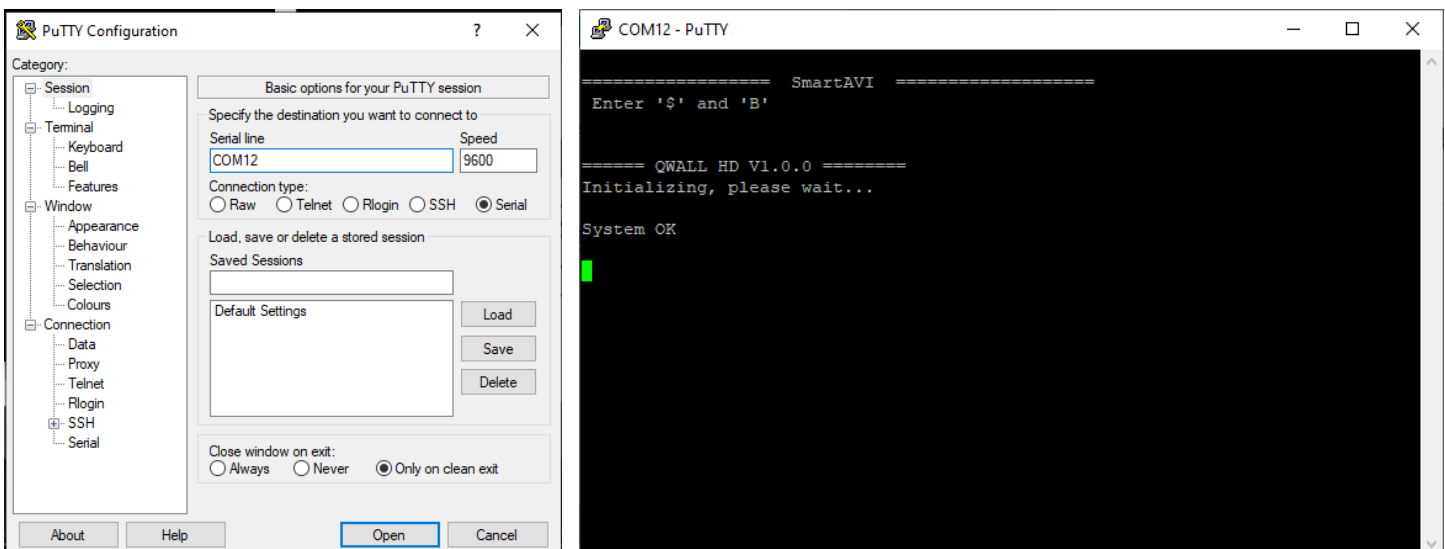 PuTTY Configuration
?
Category:
Session
Logging
Terminal
Keyboard
Bell
Features
Window
Appearance
Behaviour
Translation
Selection
Colours
Connection
Data
Proxy
Telnet
Rlogin
SSH
Serial
Basic options for your PuTTY session
Specify the destination you want to connect to
Serial line Speed
COM12 9600
Connection type:
Raw Telnet Rlogin SSH Serial
Load, save or delete a stored session
Saved Sessions
Default Settings
Load
Save
Delete
Close window on exit:
Always Never Only on clean exit
About Help Open Cancel
COM12 - PuTTY
================== SmartAVI ===================
Enter '$' and 'B'
====== QWALL HD V1.0.0 ========
Initializing, please wait...
System OK